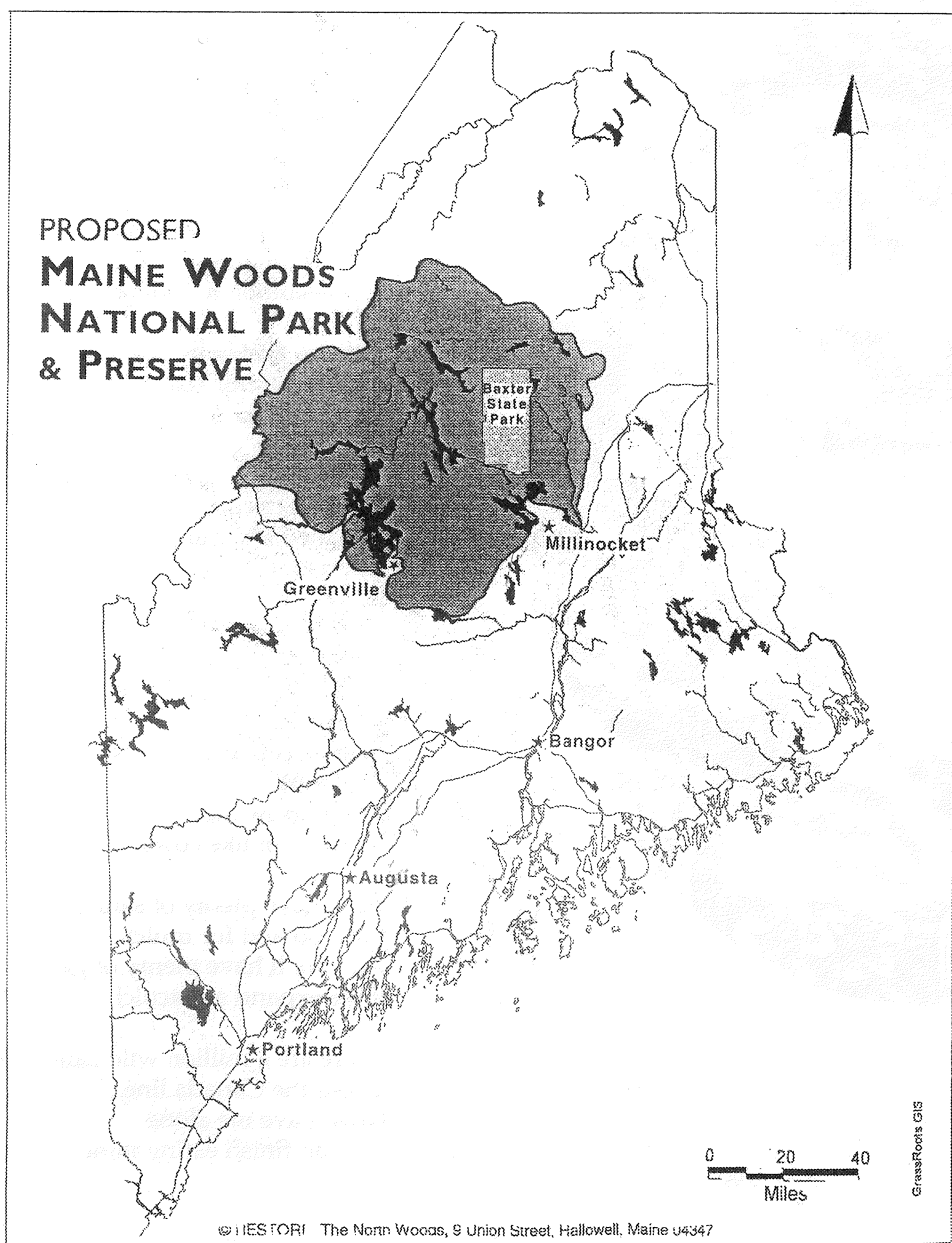 PROPOSED
MAINE WOODS
NATIONAL PARK
& PRESERVE
Baxter
State
Park
Millinocket
Greenville
Bangor
Augusta
Portland
0 20 40
Miles
GrassRoots GIS
The North Woods, 9 Union Street, Hallowell, Maine 04347